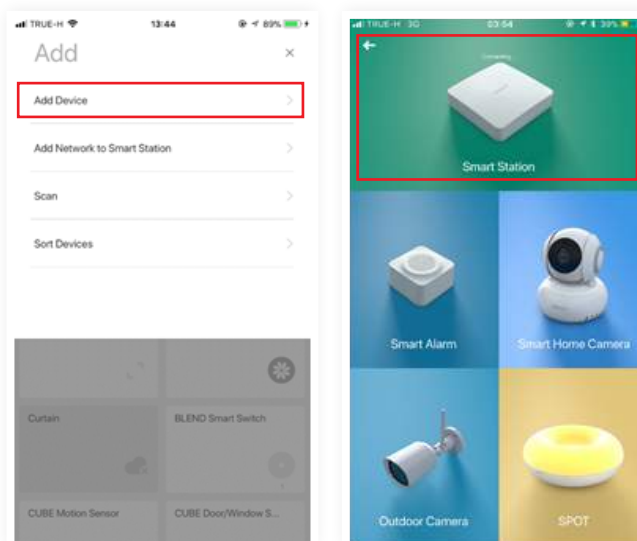 TRUE-H 13:44 89%
Add ×
Add Device
Add Network to Smart Station
Scan
Sort Devices
Curtain
BLEND Smart Switch
CUBE Motion Sensor
CUBE Door/Window S...
TRUE-H 3G 03:54 39%
Smart Station
Smart Alarm
Smart Home Camera
Outdoor Camera
SPOT